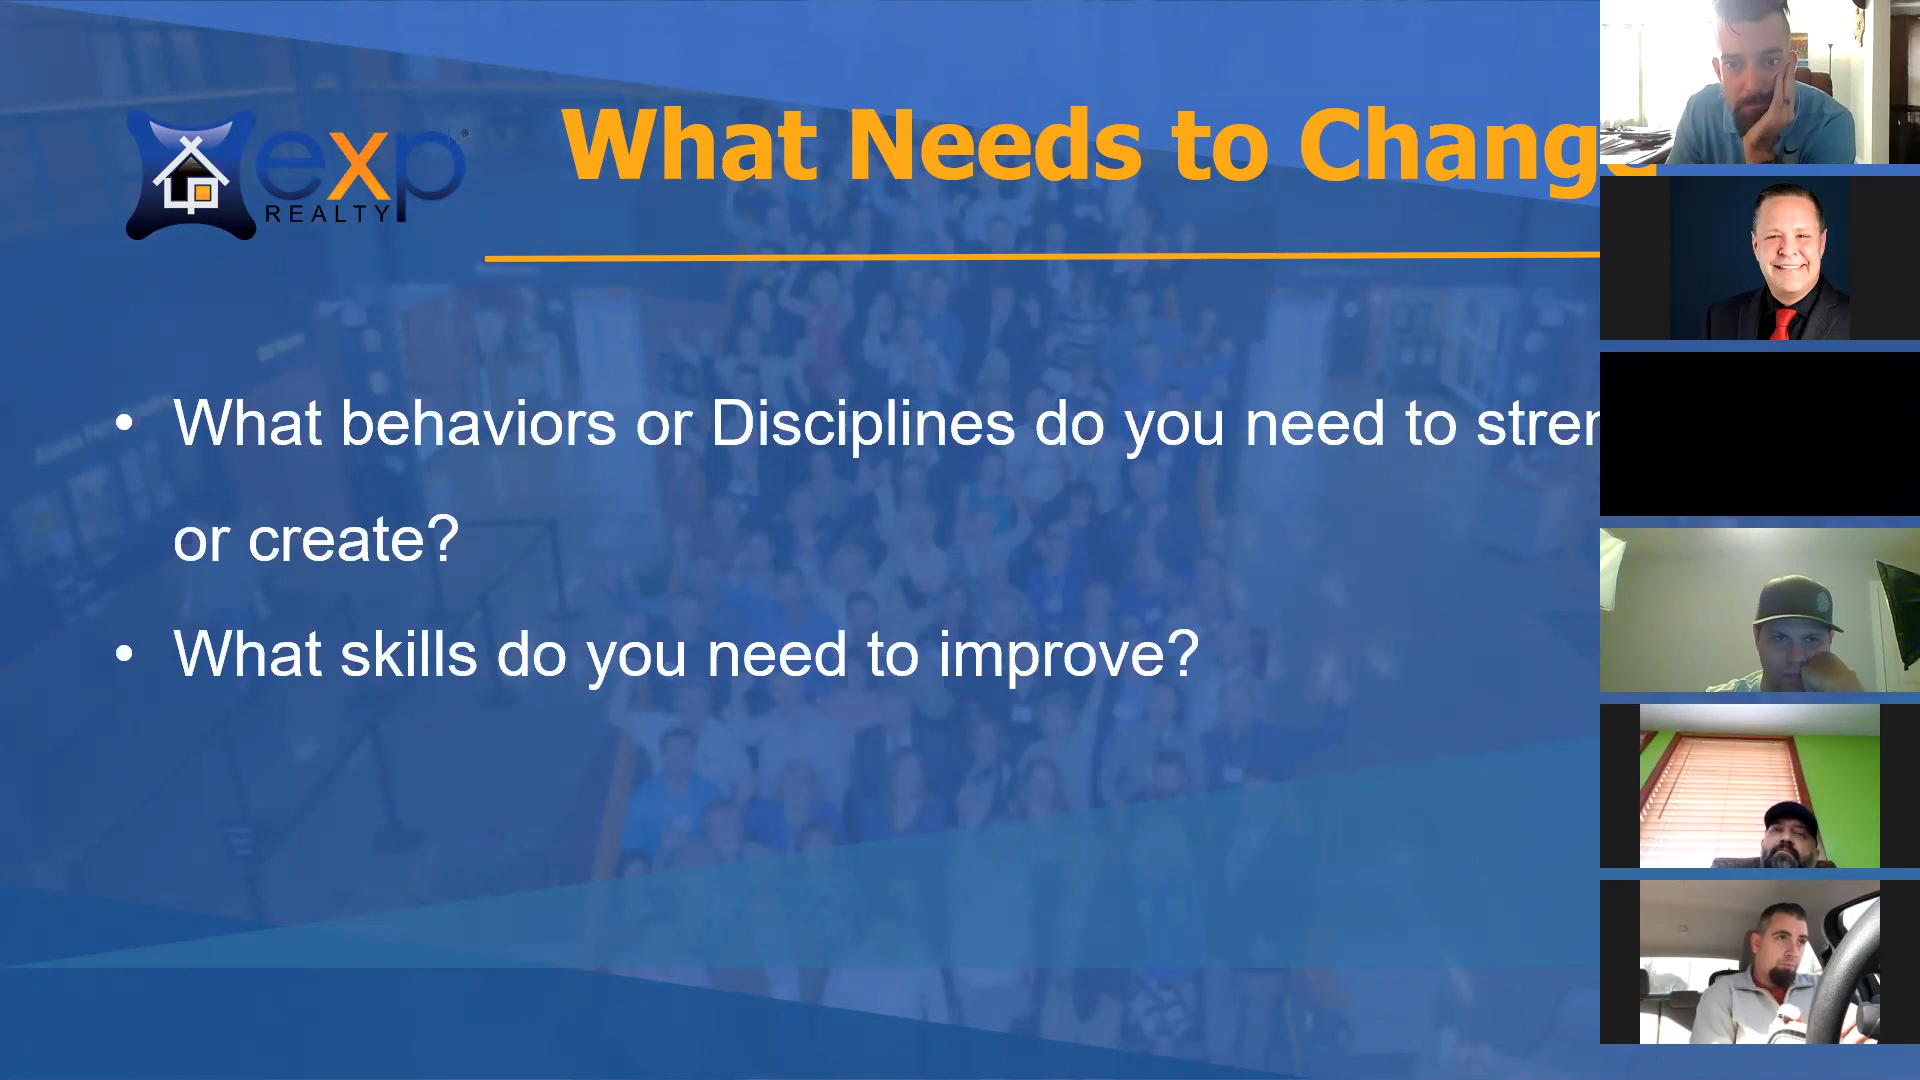 What Needs to Change
exp®
REALTY
• What behaviors or Disciplines do you need to stren
or create?
• What skills do you need to improve?